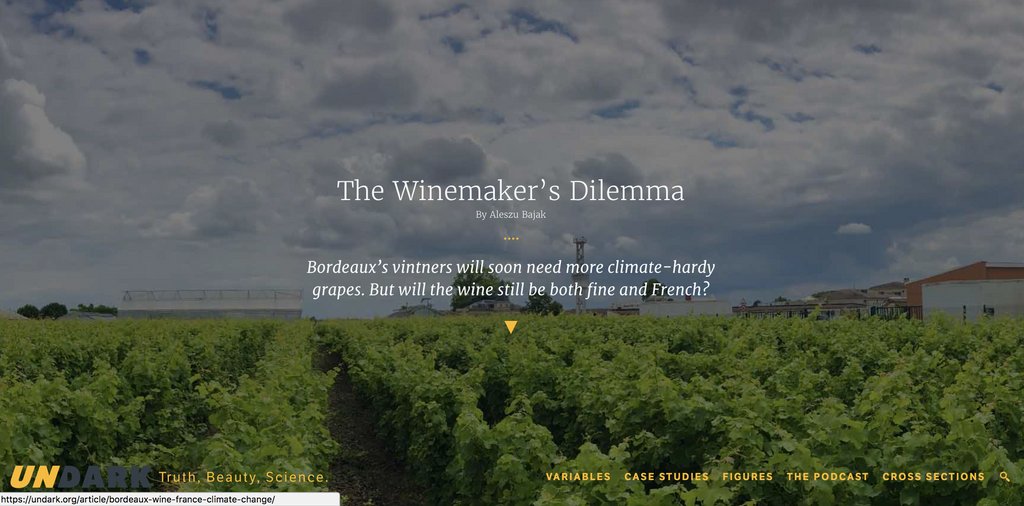 The Winemaker’s Dilemma
By Aleszu Bajak
Bordeaux’s vintners will soon need more climate-hardy
grapes. But will the wine still be both fine and French?
UNDARK Truth, Beauty, Science.
VARIABLES CASE STUDIES FIGURES THE PODCAST CROSS SECTIONS
https://undark.org/article/bordeaux-wine-france-climate-change/